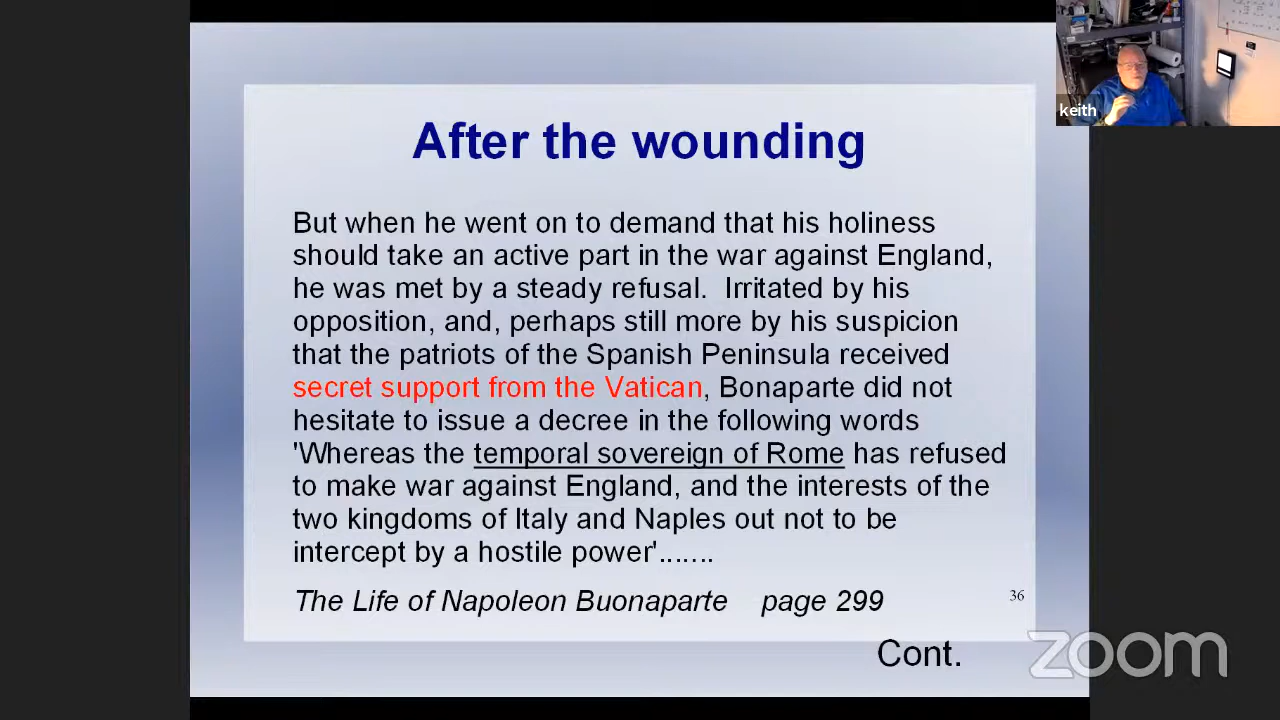 After the wounding
But when he went on to demand that his holiness
should take an active part in the war against England,
he was met by a steady refusal.  Irritated by his
opposition, and, perhaps still more by his suspicion
that the patriots of the Spanish Peninsula received
secret support from the Vatican, Bonaparte did not
hesitate to issue a decree in the following words
'Whereas the temporal sovereign of Rome has refused
to make war against England, and the interests of the
two kingdoms of Italy and Naples out not to be
intercept by a hostile power'.......
The Life of Napoleon Buonaparte    page 299
36
Cont.
keith
zoom